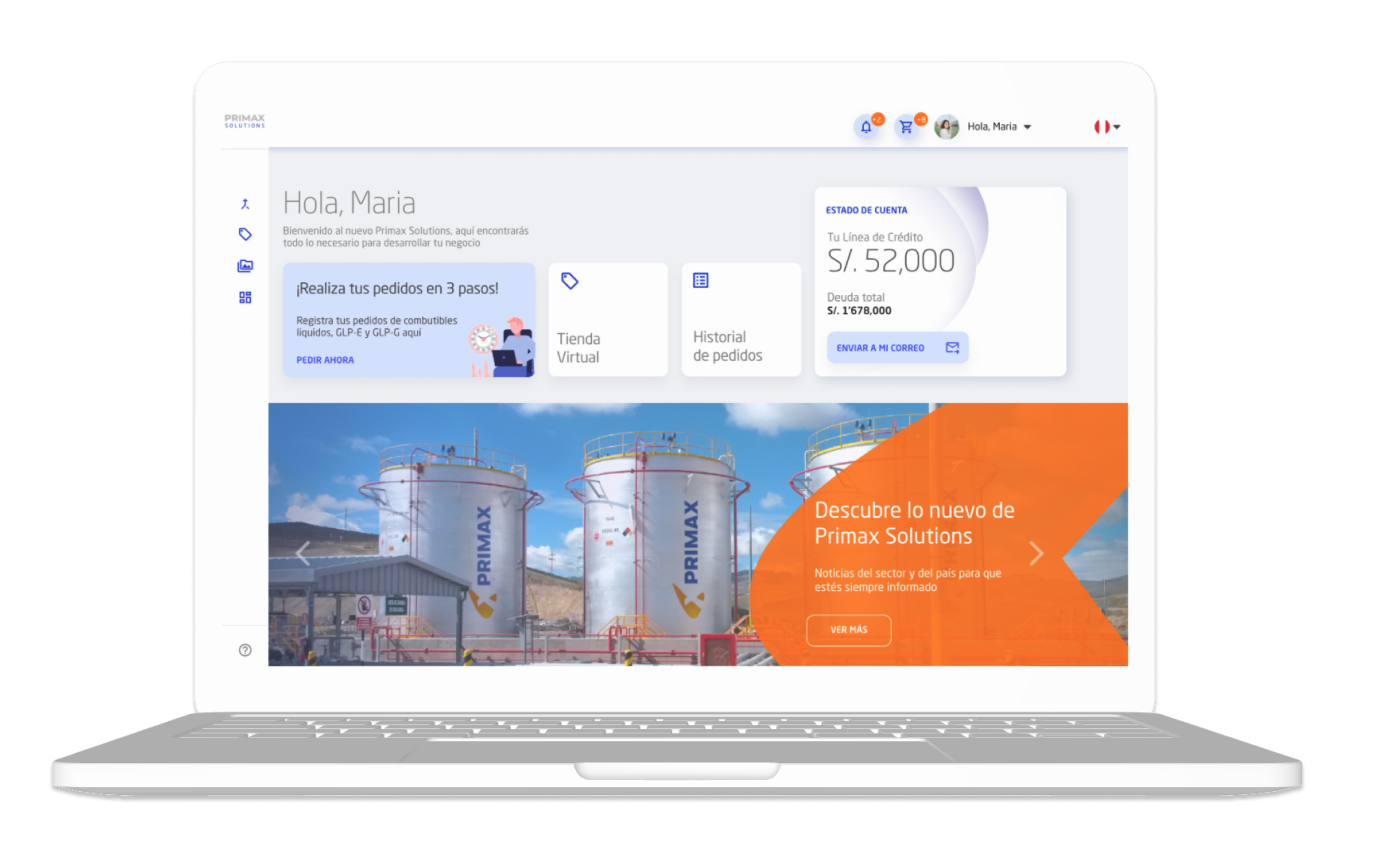 PRIMAX
SOLUTIONS
+2
+8
Hola, Maria
Hola, Maria
Bienvenido al nuevo Primax Solutions, aquí encontrarás
todo lo necesario para desarrollar tu negocio
¡Realiza tus pedidos en 3 pasos!
Registra tus pedidos de combutibles
líquidos, GLP-E y GLP-G aquí
PEDIR AHORA
Tienda
Virtual
Historial
de pedidos
ESTADO DE CUENTA
Tu Línea de Crédito
S/. 52,000
Deuda total
S/. 1'678,000
ENVIAR A MI CORREO
PRIMAX
PRIMAX
PRIMAX
Descubre lo nuevo de
Primax Solutions
Noticias del sector y del país para que
estés siempre informado
VER MÁS